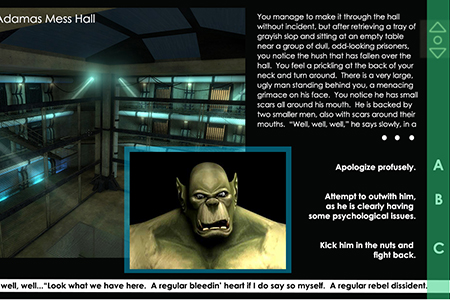 Adamas Mess Hall
You manage to make it through the hall
without incident, but after retrieving a tray of
grayish slop and sitting at an empty table
near a group of dull, odd-looking prisoners,
you notice the hush that has fallen over the
hall.  You feel a prickling at the back of your
neck and turn around.  There is a very large,
ugly man standing behind you, a menacing
grimace on his face.  You notice he has small
scars all around his mouth.  He is backed by
two smaller men, also with scars around their
mouths.  “Well, well, well,” he says slowly, in a
Apologize profusely.
A
Attempt to outwith him,
as he is clearly having
some psychological issues.
B
Kick him in the nuts and
fight back.
C
well, well...“Look what we have here.  A regular bleedin’ heart if I do say so myself.  A regular rebel dissident.